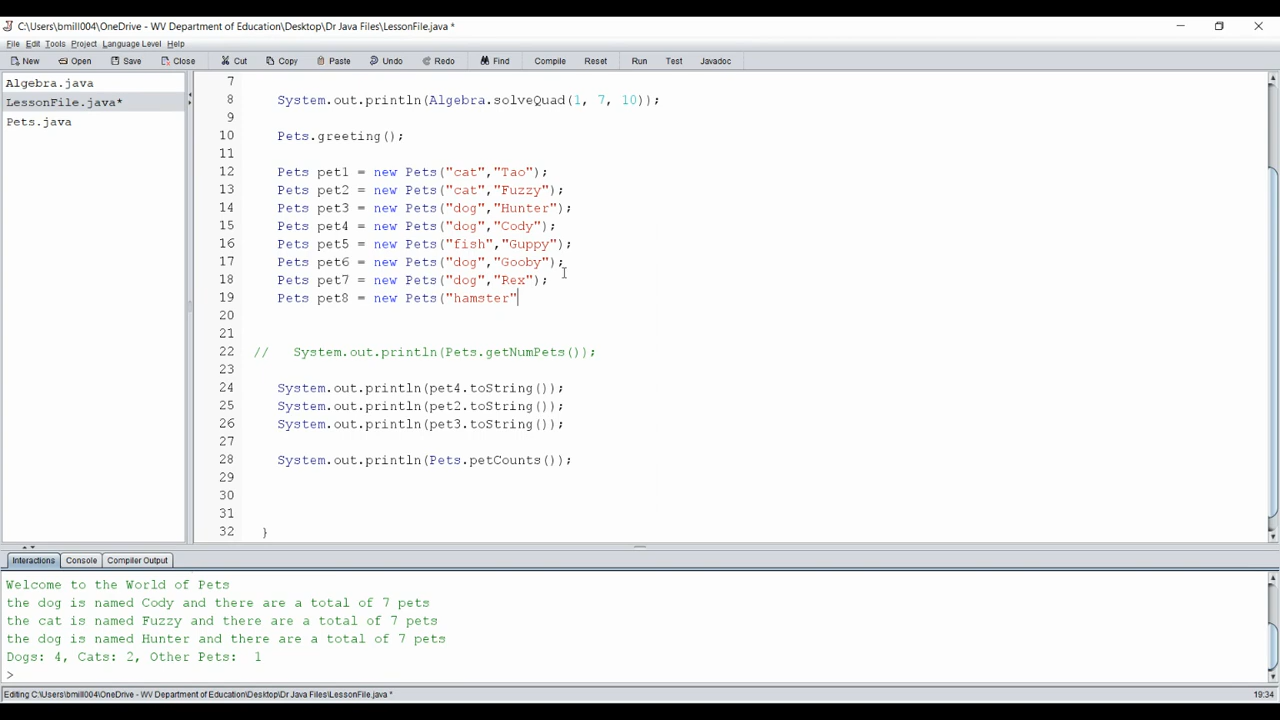 C:\Users\bmill004\OneDrive - WV Department of Education\Desktop\Dr Java Files\LessonFile.java *
File Edit Tools Project Language Level Help
New Open Save Close Cut Copy Paste Undo Redo Find Compile Reset Run Test Javadoc
Algebra.java
LessonFile.java*
Pets.java
7
8 System.out.println(Algebra.solveQuad(1, 7, 10));
9
10 Pets.greeting();
11
12 Pets pet1 = new Pets("cat","Tao");
13 Pets pet2 = new Pets("cat","Fuzzy");
14 Pets pet3 = new Pets("dog","Hunter");
15 Pets pet4 = new Pets("dog","Cody");
16 Pets pet5 = new Pets("fish","Guppy");
17 Pets pet6 = new Pets("dog","Gooby");
18 Pets pet7 = new Pets("dog","Rex");
19 Pets pet8 = new Pets("hamster"
20
21
22 // System.out.println(Pets.getNumPets());
23
24 System.out.println(pet4.toString());
25 System.out.println(pet2.toString());
26 System.out.println(pet3.toString());
27
28 System.out.println(Pets.petCounts());
29
30
31
32 }
Interactions Console Compiler Output
Welcome to the World of Pets
the dog is named Cody and there are a total of 7 pets
the cat is named Fuzzy and there are a total of 7 pets
the dog is named Hunter and there are a total of 7 pets
Dogs: 4, Cats: 2, Other Pets:  1
>
Editing C:\Users\bmill004\OneDrive - WV Department of Education\Desktop\Dr Java Files\LessonFile.java * 19:34